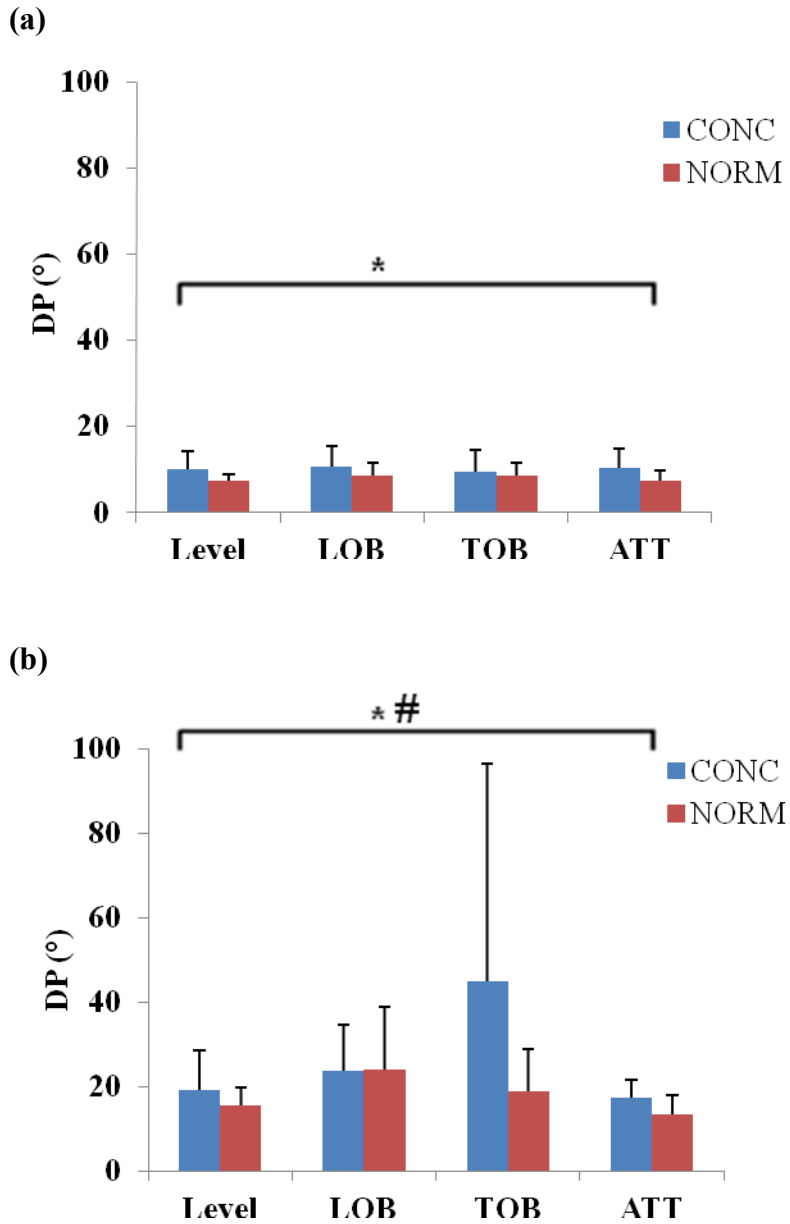 (a)
100
80
60
40
20
0
DP (°)
CONC
NORM
*
Level LOB TOB ATT
(b)
* #
100
80
60
40
20
0
DP (°)
CONC
NORM
Level LOB TOB ATT